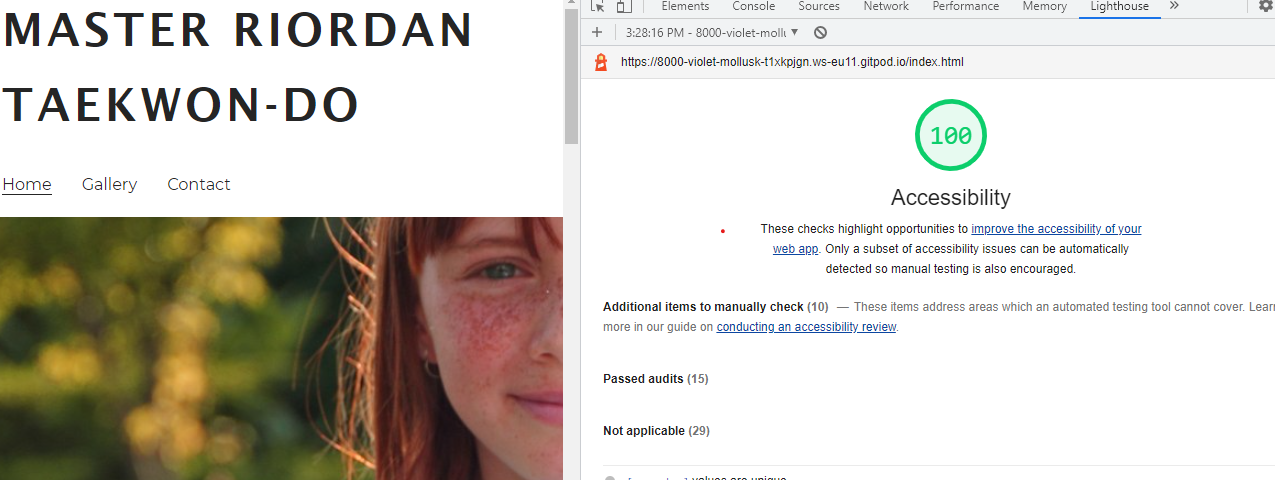 MASTER RIORDAN
TAEKWON-DO
Home Gallery Contact
Elements Console Sources Network Performance Memory Lighthouse
3:28:16 PM - 8000-violet-mollu
https://8000-violet-mollusk-t1xkpjgn.ws-eu11.gitpod.io/index.html
100
Accessibility
These checks highlight opportunities to improve the accessibility of your
web app. Only a subset of accessibility issues can be automatically
detected so manual testing is also encouraged.
Additional items to manually check (10) — These items address areas which an automated testing tool cannot cover. Learn
more in our guide on conducting an accessibility review.
Passed audits (15)
Not applicable (29)
values are unique